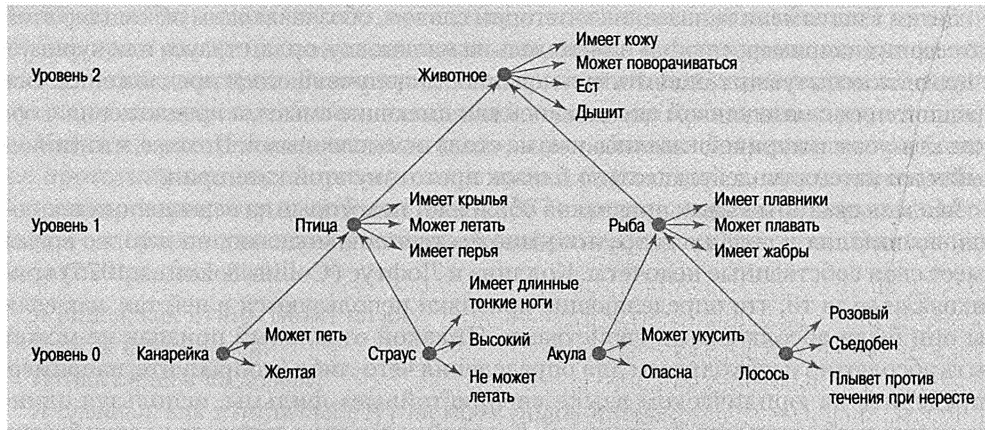 Имеет кожу
Уровень 2
Животное
Может поворачиваться
Ест
Дышит
Имеет крылья
Имеет плавники
Уровень 1
Птица
Может летать
Рыба
Может плавать
Имеет перья
Имеет жабры
Имеет длинные
тонкие ноги
Розовый
Может петь
Высокий
Может укусить
Съедобен
Уровень 0
Канарейка
Страус
Акула
Желтая
Не может
летать
Опасна
Лосось
Плывет против
течения при нересте